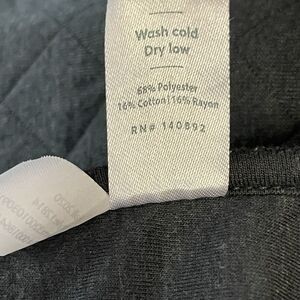 Wash cold
Dry low
68% Polyester
16% Cotton|16% Rayon
RN# 140892